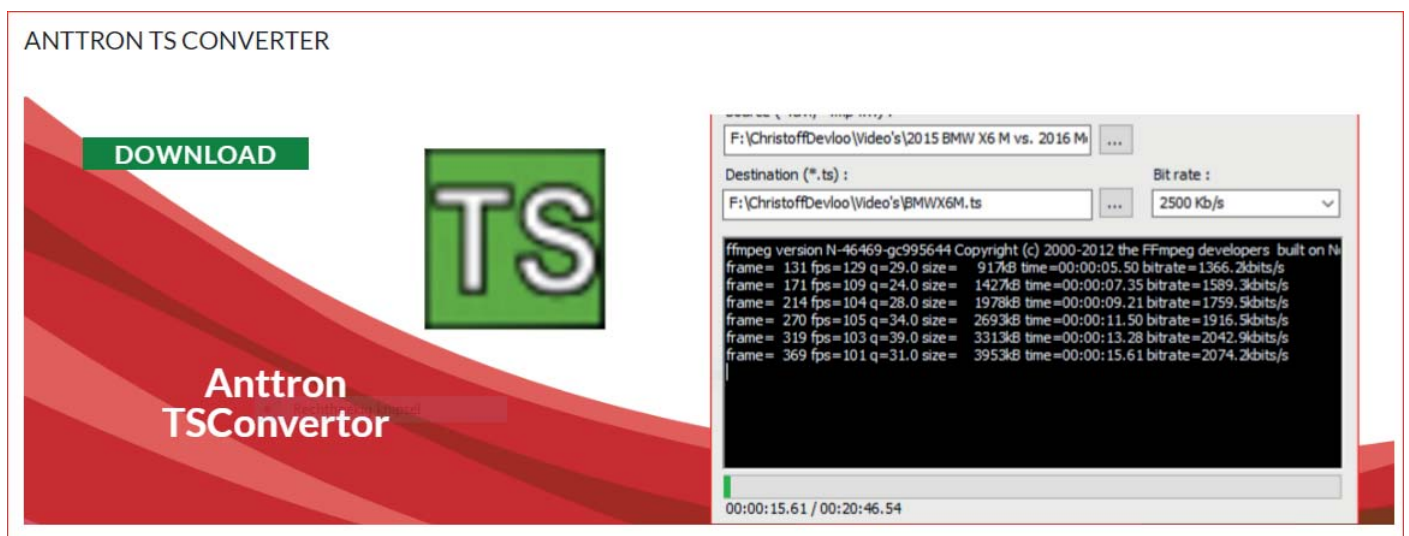 ANTTRON TS CONVERTER
DOWNLOAD
TS
Anttron
TSConvertor
F:\ChristoffDevloo\Video's\2015 BMW X6 M vs. 2016 M
...
Destination (*.ts) :
Bit rate :
F:\ChristoffDevloo\Video's\BMWX6M.ts
...
2500 Kb/s
ffmpeg version N-46469-gc995644 Copyright (c) 2000-2012 the FFmpeg developers built on N
frame= 131 fps=129 q=29.0 size= 917kB time=00:00:05.50 bitrate=1366.2kbits/s
frame= 171 fps=109 q=24.0 size= 1427kB time=00:00:07.35 bitrate=1589.3kbits/s
frame= 214 fps=104 q=28.0 size= 1978kB time=00:00:09.21 bitrate=1759.5kbits/s
frame= 270 fps=105 q=34.0 size= 2693kB time=00:00:11.50 bitrate=1916.5kbits/s
frame= 319 fps=103 q=39.0 size= 3313kB time=00:00:13.28 bitrate=2042.9kbits/s
frame= 369 fps=101 q=31.0 size= 3953kB time=00:00:15.61 bitrate=2074.2kbits/s
00:00:15.61 / 00:20:46.54